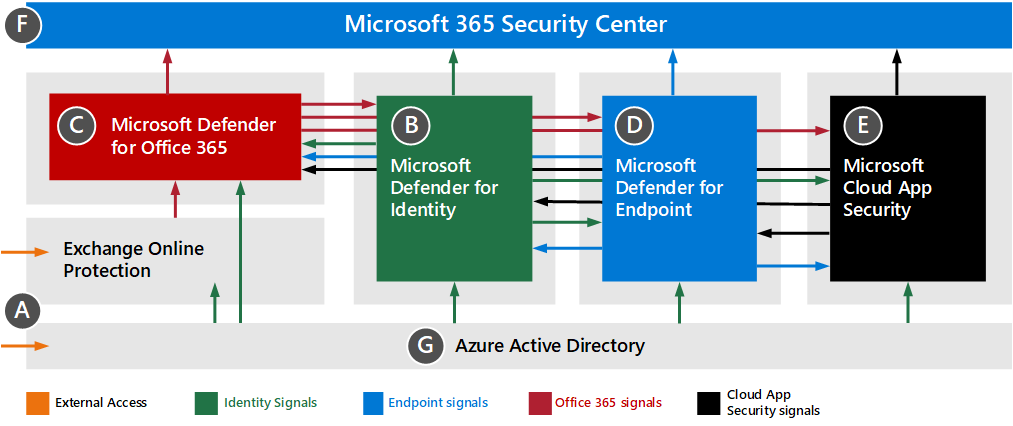 F
Microsoft 365 Security Center
C
Microsoft Defender
for Office 365
B
Microsoft
Defender for
Identity
D
Microsoft
Defender for
Endpoint
E
Microsoft
Cloud App
Security
Exchange Online
Protection
A
G
Azure Active Directory
External Access
Identity Signals
Endpoint signals
Office 365 signals
Cloud App
Security signals